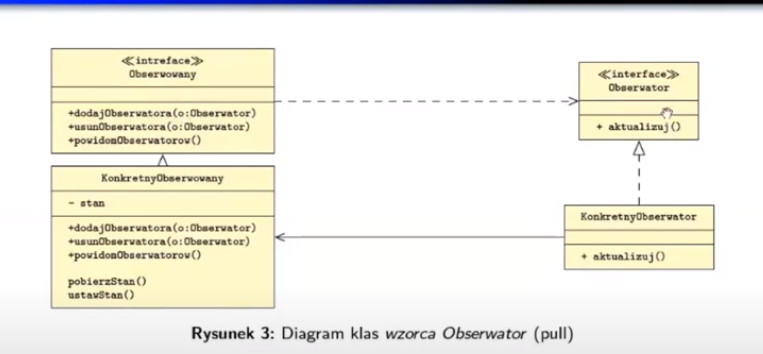 ≪intreface≫
Obserwowany
+dodajObserwatora(o:Obserwator)
+usunObserwatora(o:Obserwator)
+powidomObserwatorow()
KonkretnyObserwowany
- stan
+dodajObserwatora(o:Obserwator)
+usunObserwatora(o:Obserwator)
+powidomObserwatorow()
pobierzStan()
ustawStan()
≪interface≫
Obserwator
+ aktualizuj()
KonkretnyObserwator
+ aktualizuj()
Rysunek 3: Diagram klas wzorca Obserwator (pull)